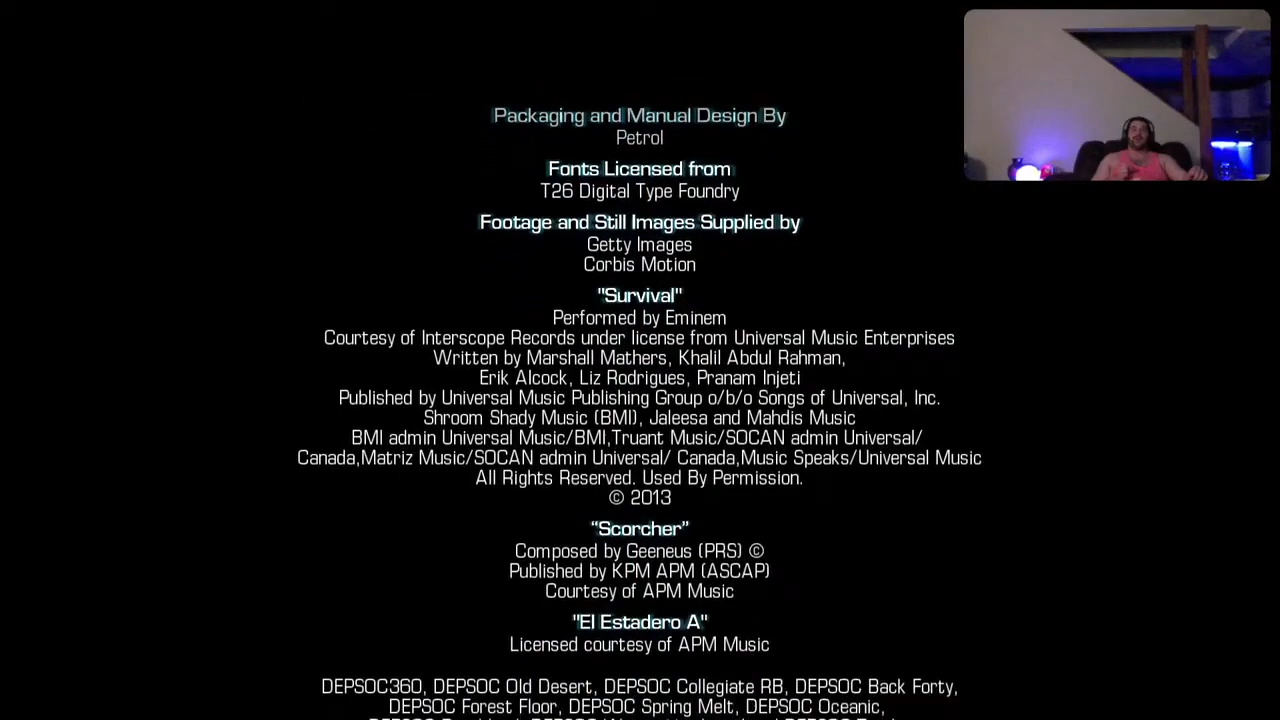 Packaging and Manual Design By
Petrol
Fonts Licensed from
T26 Digital Type Foundry
Footage and Still Images Supplied by
Getty Images
Corbis Motion
"Survival"
Performed by Eminem
Courtesy of Interscope Records under license from Universal Music Enterprises
Written by Marshall Mathers, Khalil Abdul Rahman,
Erik Alcock, Liz Rodrigues, Pranam Injeti
Published by Universal Music Publishing Group o/b/o Songs of Universal, Inc.
Shroom Shady Music (BMI), Jaleesa and Mahdis Music
BMI admin Universal Music/BMI,Truant Music/SOCAN admin Universal/
Canada,Matriz Music/SOCAN admin Universal/ Canada,Music Speaks/Universal Music
All Rights Reserved. Used By Permission.
© 2013
“Scorcher”
Composed by Geeneus (PRS) ©
Published by KPM APM (ASCAP)
Courtesy of APM Music
"El Estadero A"
Licensed courtesy of APM Music
DEPSOC360, DEPSOC Old Desert, DEPSOC Collegiate RB, DEPSOC Back Forty,
DEPSOC Forest Floor, DEPSOC Spring Melt, DEPSOC Oceanic,